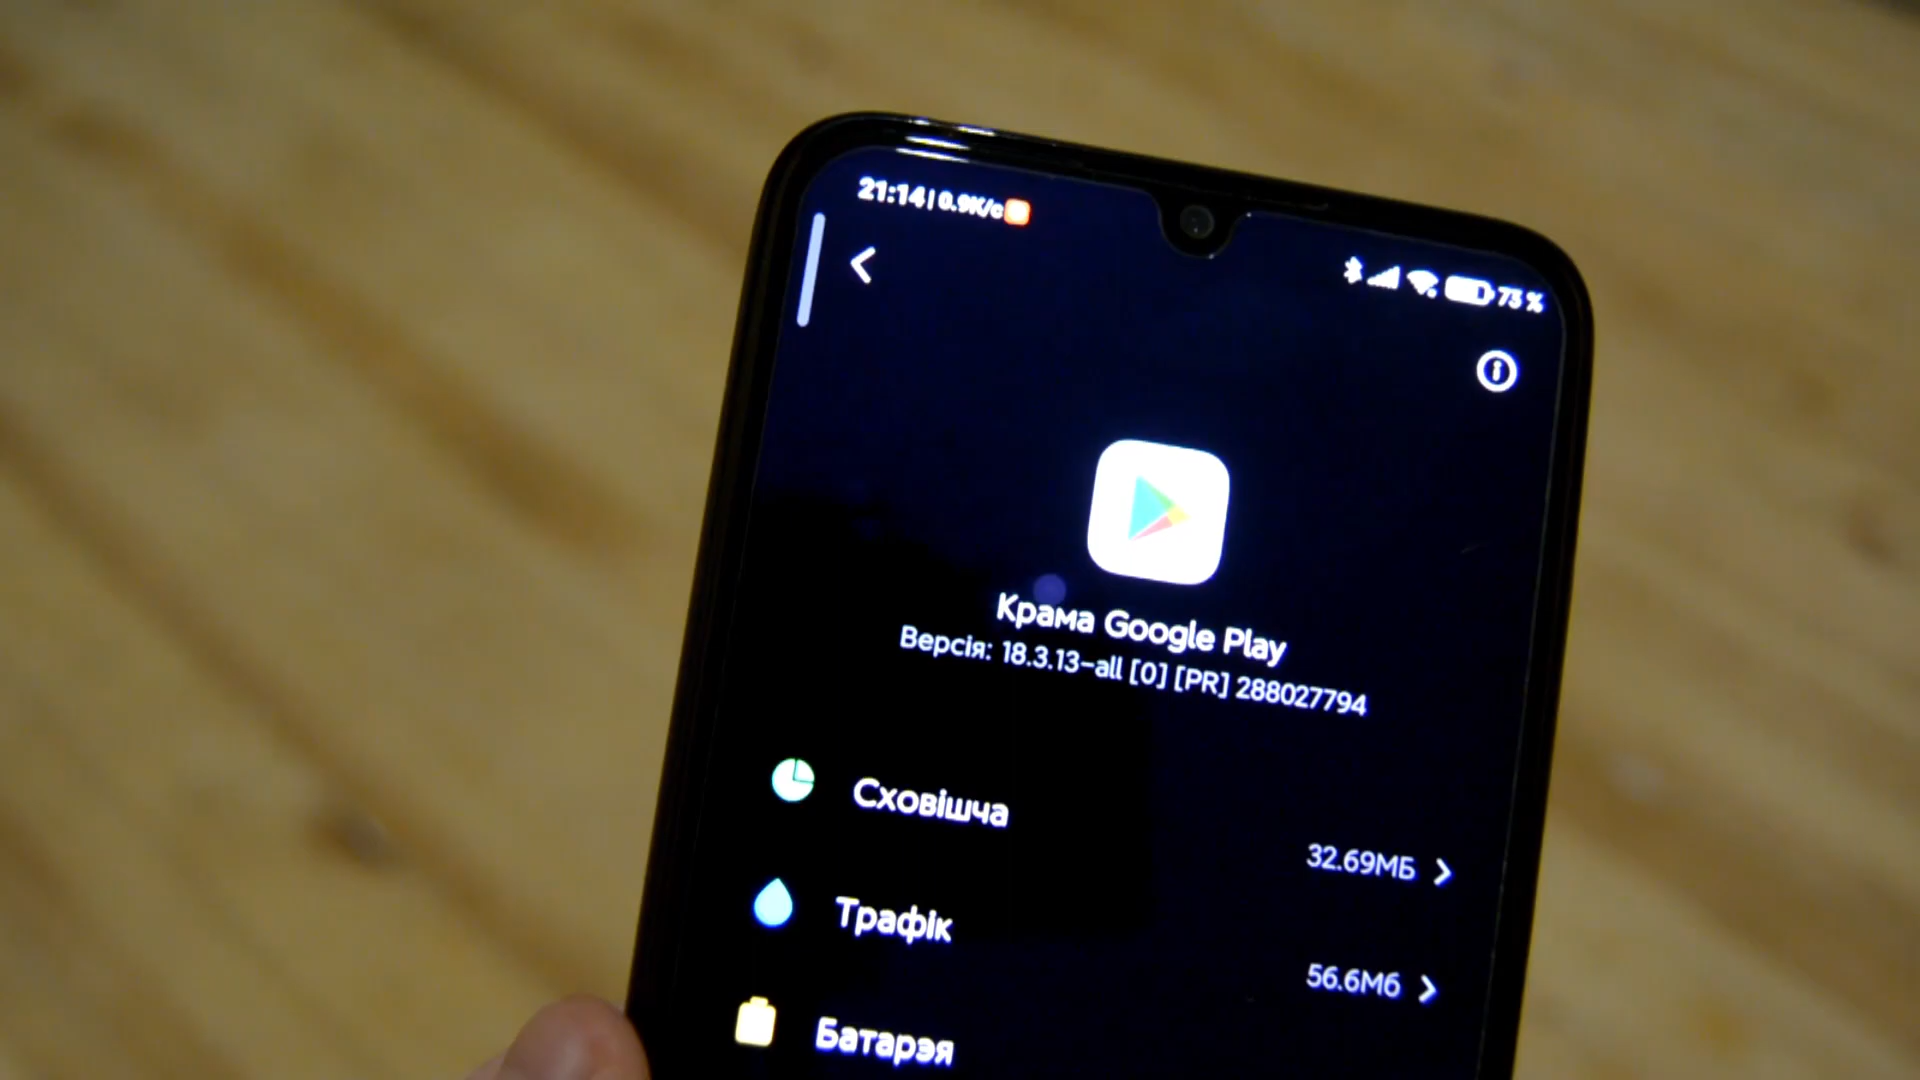 21:14 | 0.9K/c
73 %
Крама Google Play
Версія: 18.3.13-all [0] [PR] 288027794
Сховішча
32.69МБ
Трафік
56.6Мб
Батарэя